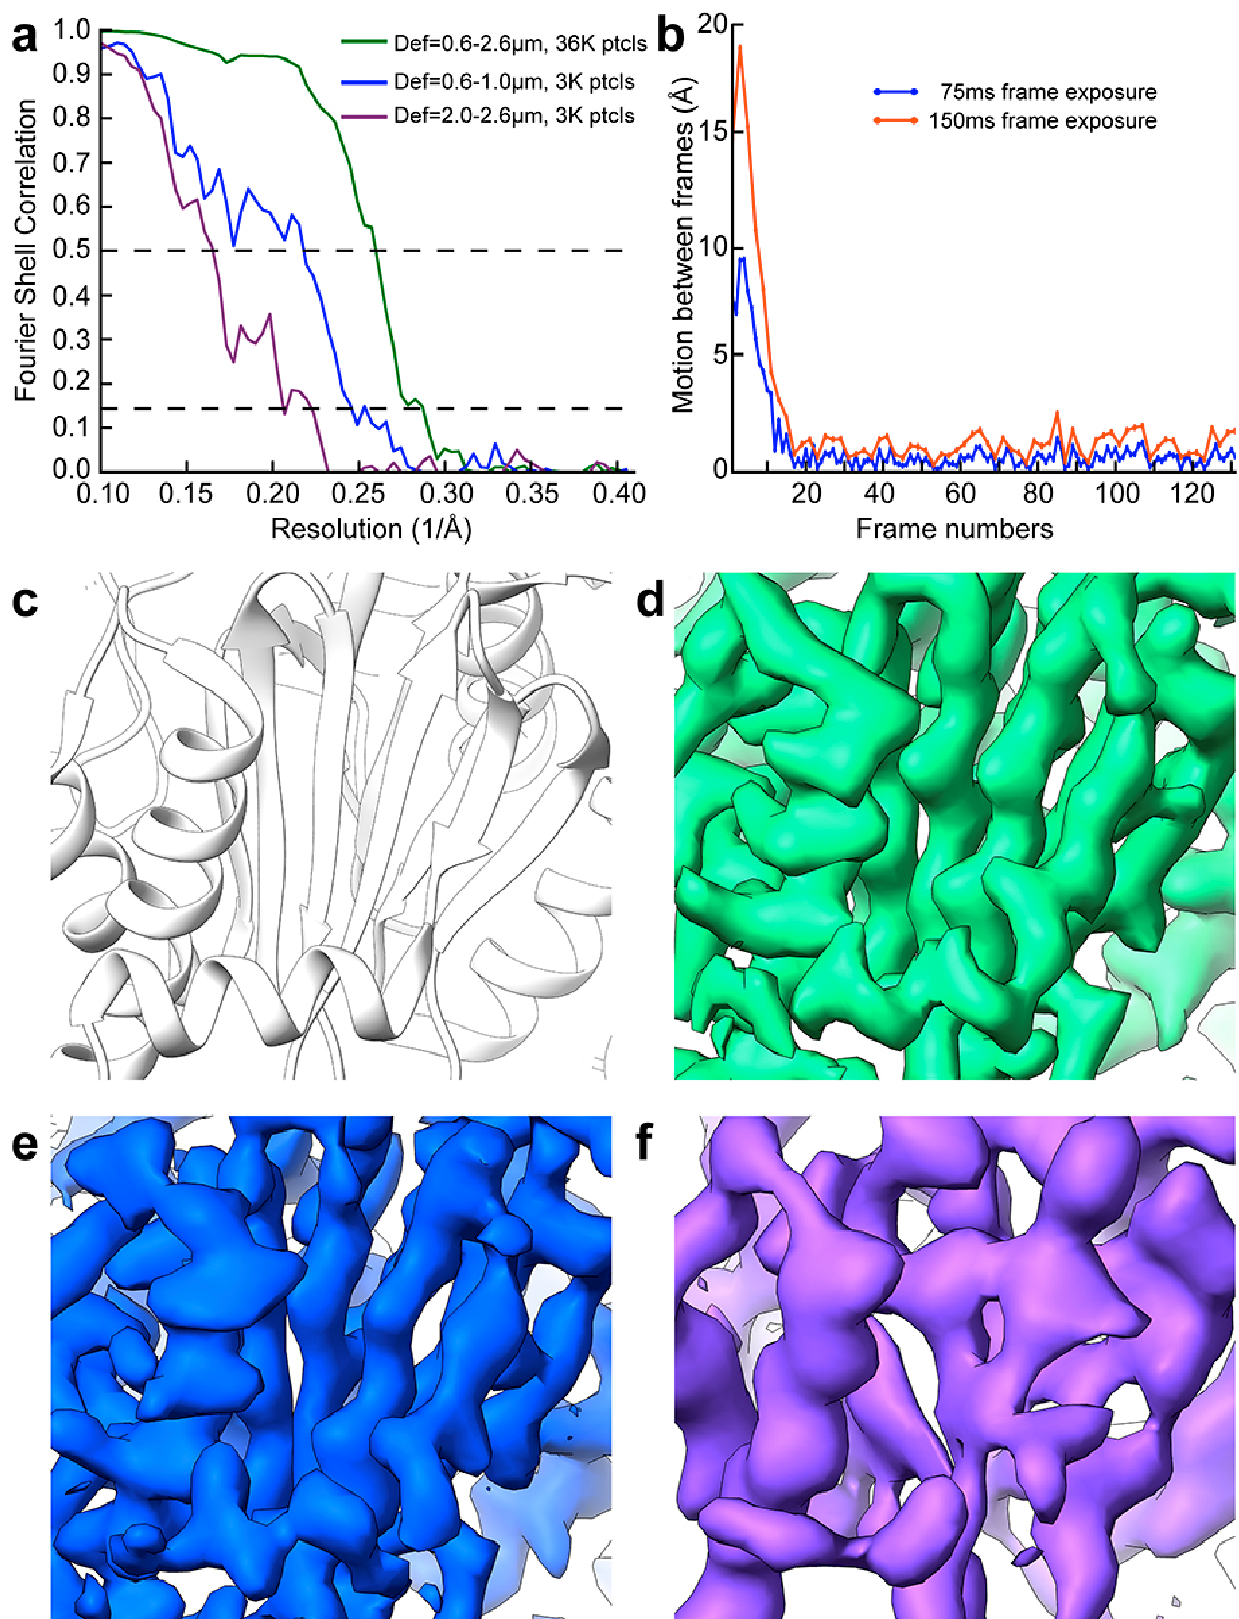 a
1.0
0.9
0.8
0.7
0.6
0.5
0.4
0.3
0.2
0.1
0.0
Fourier Shell Correlation
Def=0.6-2.6µm, 36K ptcls
Def=0.6-1.0µm, 3K ptcls
Def=2.0-2.6µm, 3K ptcls
0.10 0.15 0.20 0.25 0.30 0.35 0.40
Resolution (1/Å)
b
20
15
10
5
0
Motion between frames (Å)
75ms frame exposure
150ms frame exposure
20 40 60 80 100 120
Frame numbers
c
d
e
f